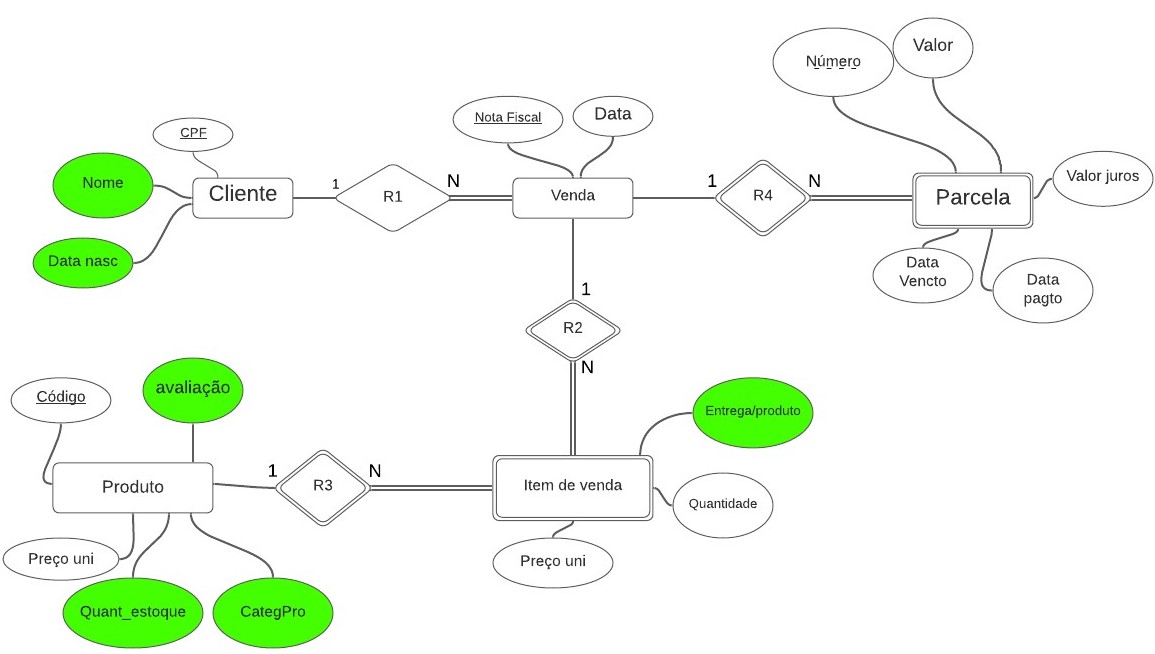 Número
Valor
Nota Fiscal
Data
CPF
Nome
Cliente
1
R1
N
Venda
1
R4
N
Parcela
Valor juros
Data nasc
Data
Vencto
Data
pagto
1
R2
N
Código
avaliação
Entrega/produto
Produto
1
R3
N
Item de venda
Quantidade
Preço uni
Preço uni
Quant_estoque
CategPro